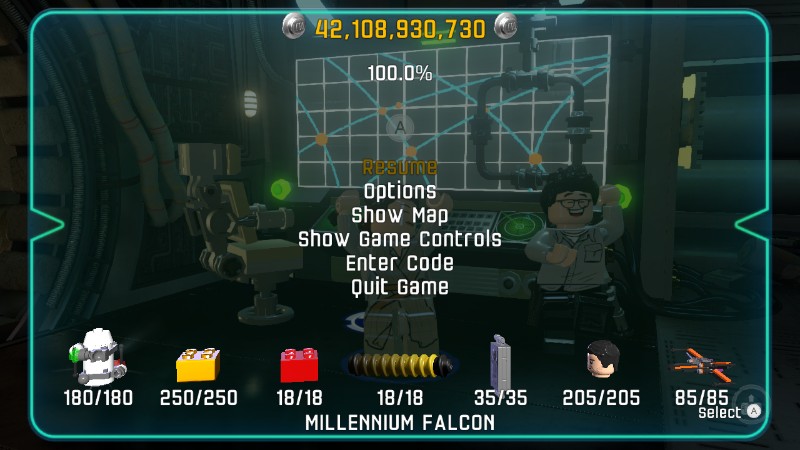 42,108,930,730
100.0%
A
Resume
Options
Show Map
Show Game Controls
Enter Code
Quit Game
180/180 250/250 18/18 18/18 35/35 205/205 85/85
Select A
MILLENNIUM FALCON